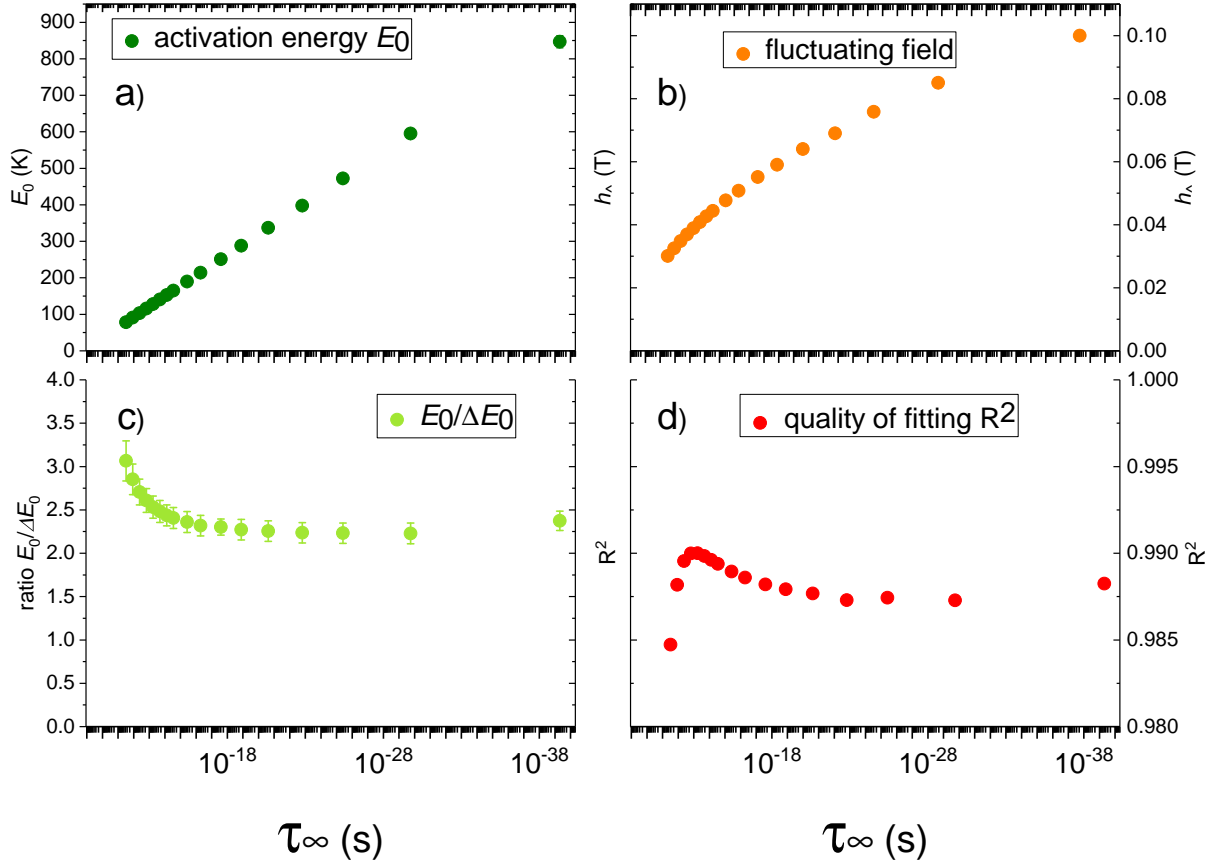 activation energy E0
a)
E0 (K)
900
800
700
600
500
400
300
200
100
0
fluctuating field
b)
h^ (T)
h^ (T)
0.10
0.08
0.06
0.04
0.02
0.00
E0/ΔE0
c)
ratio E0/ΔE0
4.0
3.5
3.0
2.5
2.0
1.5
1.0
0.5
0.0
10-18
10-28
10-38
τ∞ (s)
quality of fitting R2
d)
R2
R2
1.000
0.995
0.990
0.985
0.980
10-18
10-28
10-38
τ∞ (s)